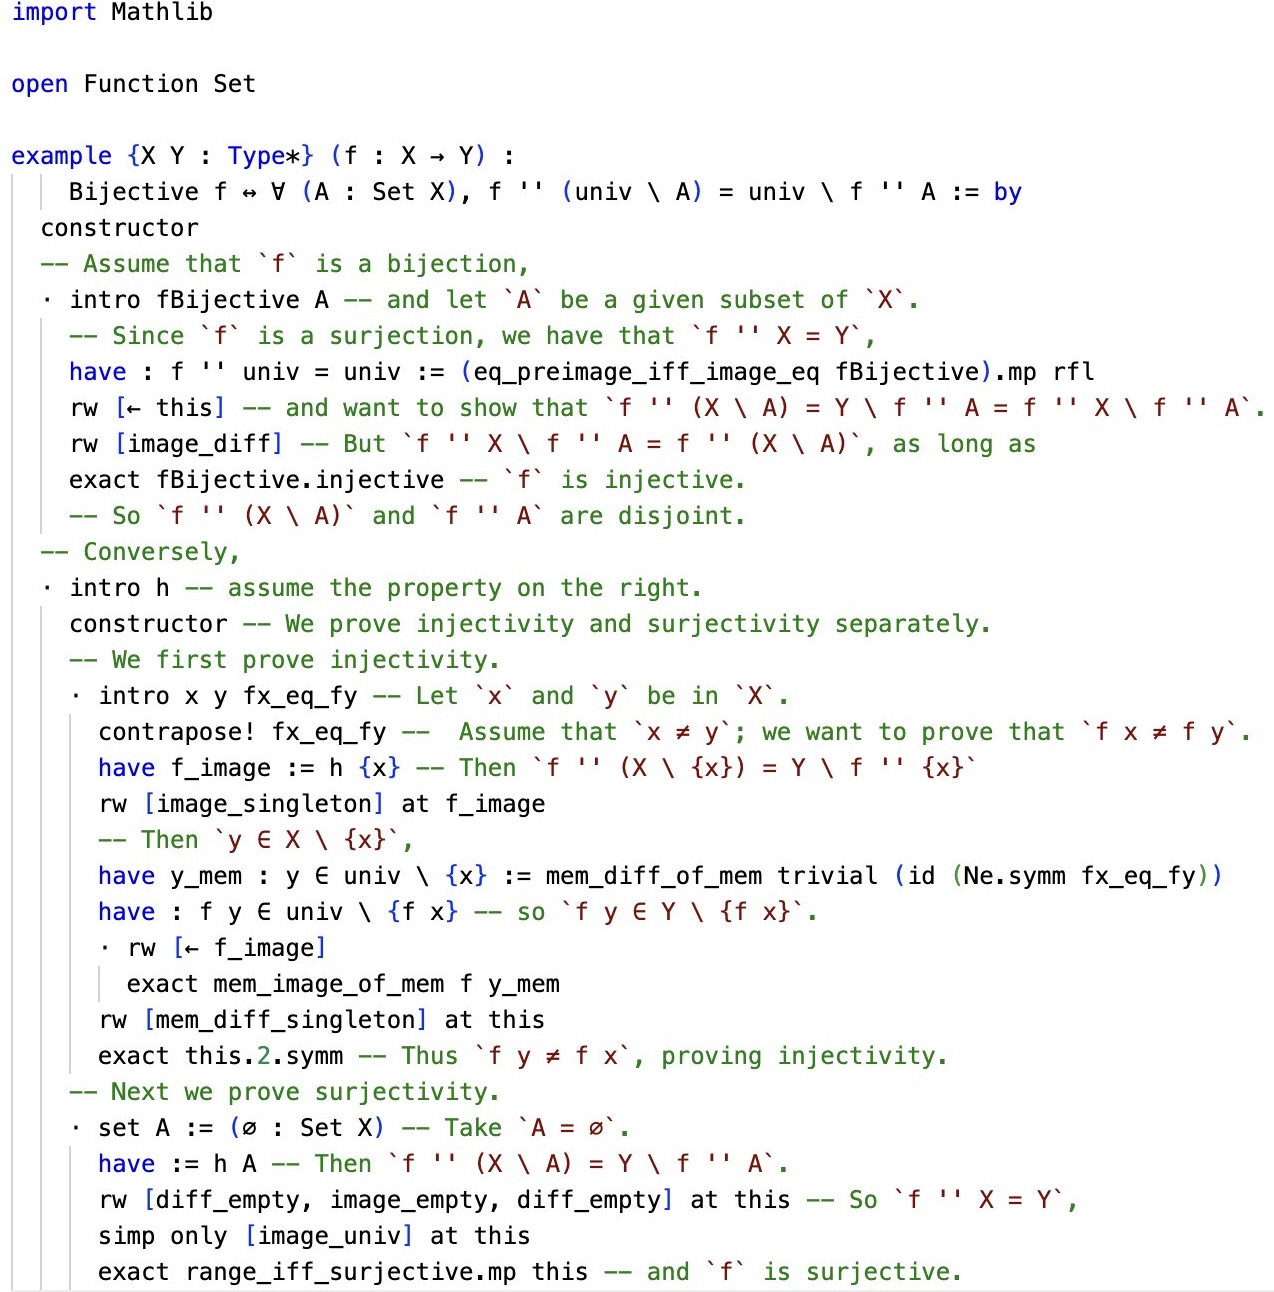 import Mathlib

open Function Set

example {X Y : Type*} (f : X → Y) :
    Bijective f ↔ ∀ (A : Set X), f '' (univ \ A) = univ \ f '' A := by
  constructor
  -- Assume that `f` is a bijection,
  · intro fBijective A -- and let `A` be a given subset of `X`.
    -- Since `f` is a surjection, we have that `f '' X = Y`,
    have : f '' univ = univ := (eq_preimage_iff_image_eq fBijective).mp rfl
    rw [← this] -- and want to show that `f '' (X \ A) = Y \ f '' A = f '' X \ f '' A`.
    rw [image_diff] -- But `f '' X \ f '' A = f '' (X \ A)`, as long as
    exact fBijective.injective -- `f` is injective.
    -- So `f '' (X \ A)` and `f '' A` are disjoint.
  -- Conversely,
  · intro h -- assume the property on the right.
    constructor -- We prove injectivity and surjectivity separately.
    -- We first prove injectivity.
    · intro x y fx_eq_fy -- Let `x` and `y` be in `X`.
      contrapose! fx_eq_fy --  Assume that `x ≠ y`; we want to prove that `f x ≠ f y`.
      have f_image := h {x} -- Then `f '' (X \ {x}) = Y \ f '' {x}`
      rw [image_singleton] at f_image
      -- Then `y ∈ X \ {x}`,
      have y_mem : y ∈ univ \ {x} := mem_diff_of_mem trivial (id (Ne.symm fx_eq_fy))
      have : f y ∈ univ \ {f x} -- so `f y ∈ Y \ {f x}`.
      · rw [← f_image]
        exact mem_image_of_mem f y_mem
      rw [mem_diff_singleton] at this
      exact this.2.symm -- Thus `f y ≠ f x`, proving injectivity.
    -- Next we prove surjectivity.
    · set A := (∅ : Set X) -- Take `A = ∅`.
      have := h A -- Then `f '' (X \ A) = Y \ f '' A`.
      rw [diff_empty, image_empty, diff_empty] at this -- So `f '' X = Y`,
      simp only [image_univ] at this
      exact range_iff_surjective.mp this -- and `f` is surjective.